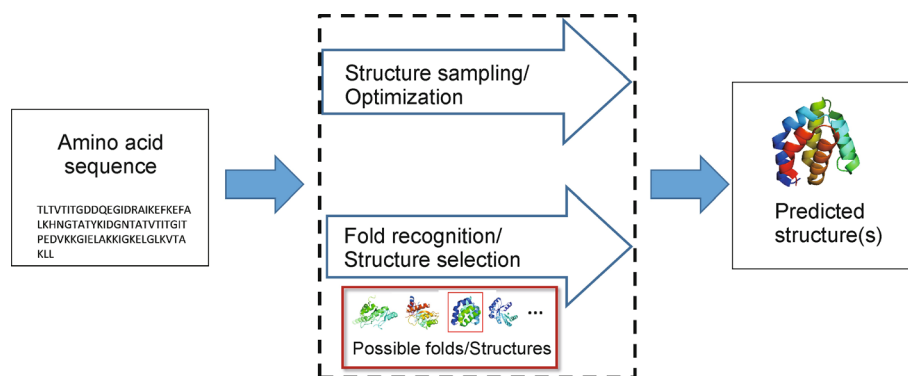 Amino acid
sequence
TLTVTITGDDQEGIDRAIKEFKEFA
LKHNGTATYKIDGNTATVTITGIT
PEDVKKGIELAKKIGKELGLKVTA
KLL
Structure sampling/
Optimization
Fold recognition/
Structure selection
...
Possible folds/Structures
Predicted
structure(s)